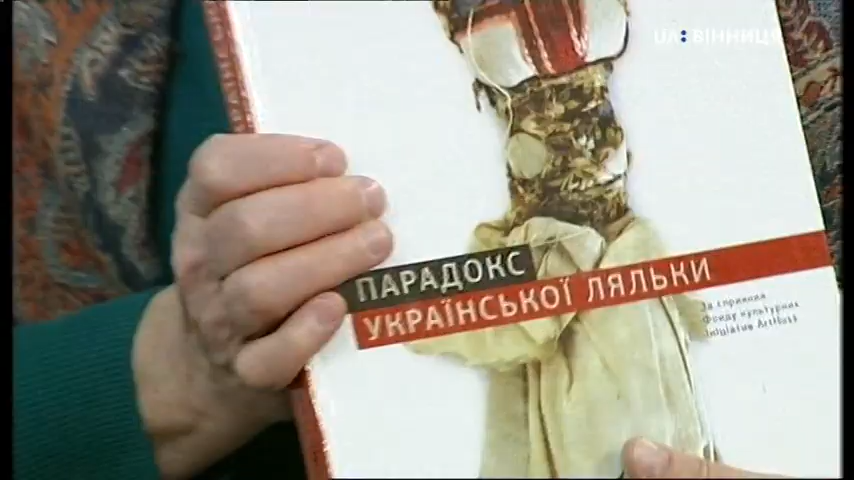 UA:ВІННИЦЯ
ПАРАДОКС
УКРАЇНСЬКОЇ ЛЯЛЬКИ
За сприяння
Фонду культурних